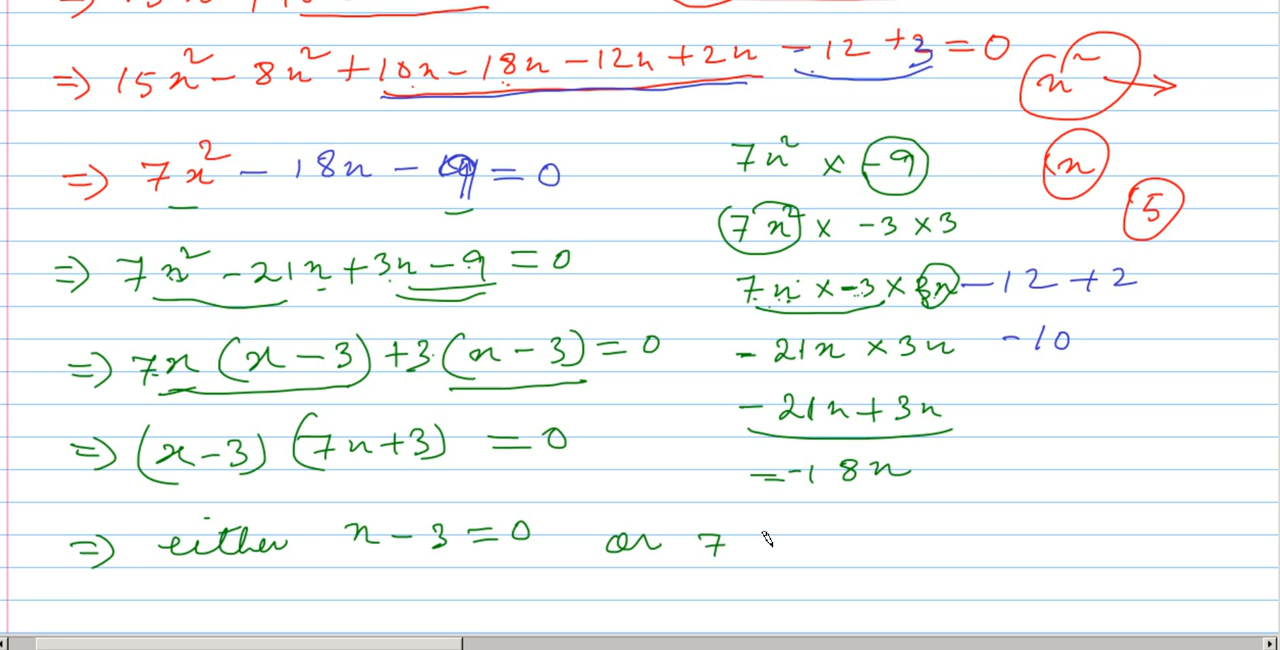 ⇒ 15x² - 8x² + 10x - 18x - 12x + 2x - 12 + 3 = 0
x²
⇒ 7x² - 18x - 9 = 0
7x² × -9
x
7x² × -3 × 3
5
⇒ 7x² - 21x + 3x - 9 = 0
7x × -3 × 3x
-12 + 2
⇒ 7x (x - 3) + 3 (x - 3) = 0
- 21x × 3x
-10
- 21x + 3x
⇒ (x - 3) (7x + 3) = 0
= -18x
⇒ either x - 3 = 0 or 7